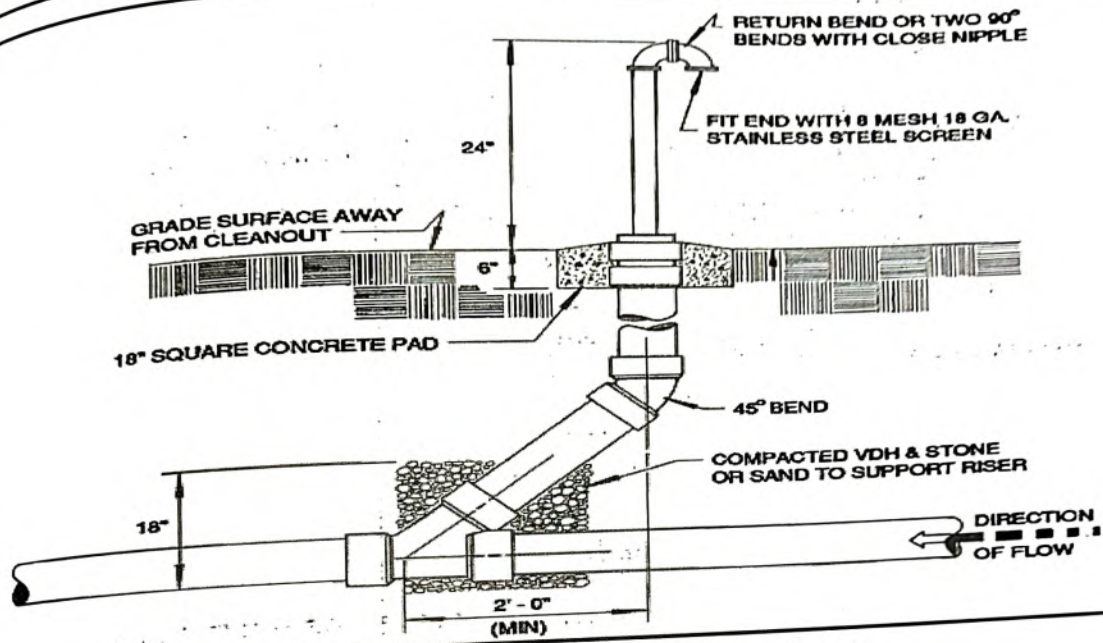 RETURN BEND OR TWO 90°
BENDS WITH CLOSE NIPPLE
FIT END WITH 8 MESH 18 GA.
STAINLESS STEEL SCREEN
24"
GRADE SURFACE AWAY
FROM CLEANOUT
6"
18" SQUARE CONCRETE PAD
45° BEND
COMPACTED VDH & STONE
OR SAND TO SUPPORT RISER
18"
DIRECTION
OF FLOW
2' - 0"
(MIN)